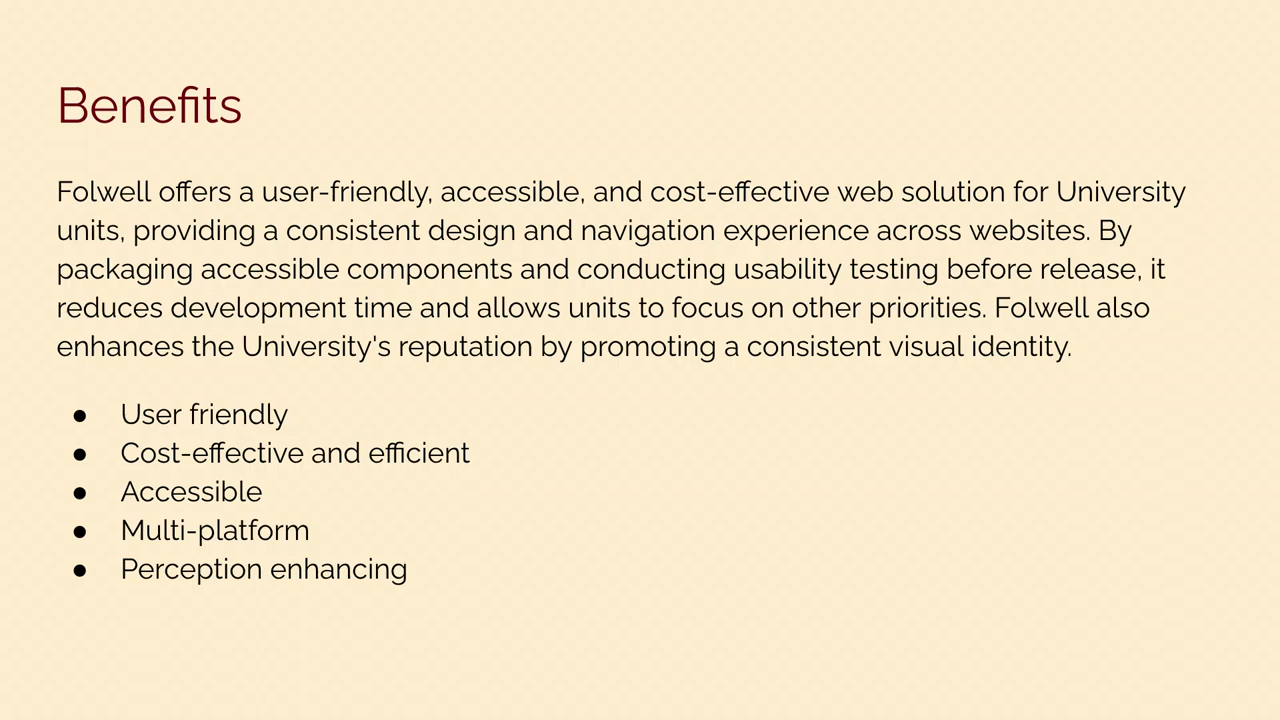 Benefits
Folwell offers a user-friendly, accessible, and cost-effective web solution for University
units, providing a consistent design and navigation experience across websites. By
packaging accessible components and conducting usability testing before release, it
reduces development time and allows units to focus on other priorities. Folwell also
enhances the University's reputation by promoting a consistent visual identity.
● User friendly
● Cost-effective and efficient
● Accessible
● Multi-platform
● Perception enhancing